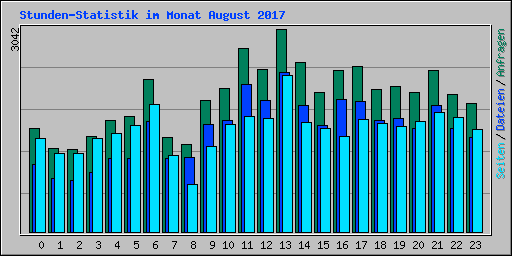 Stunden-Statistik im Monat August 2017
3042
Seiten / Dateien / Anfragen
0 1 2 3 4 5 6 7 8 9 10 11 12 13 14 15 16 17 18 19 20 21 22 23